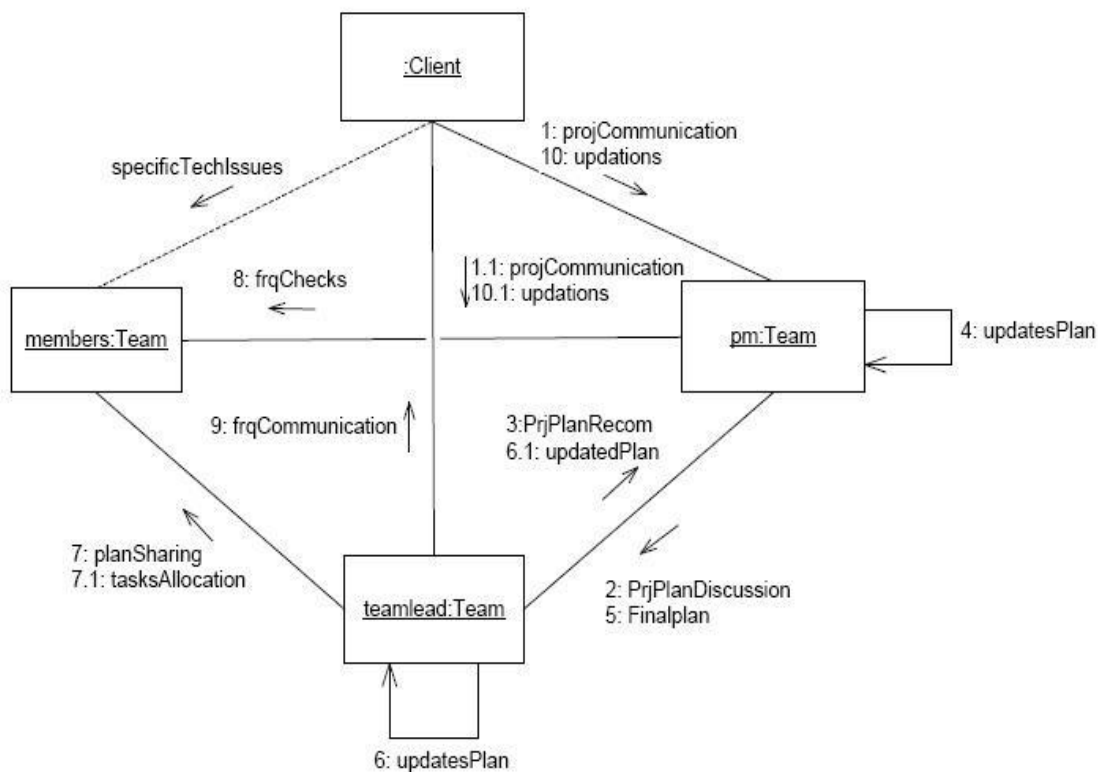 :Client
1: projCommunication
10: updations
specificTechIssues
8: frqChecks
1.1: projCommunication
10.1: updations
members:Team
pm:Team
4: updatesPlan
9: frqCommunication
3:PrjPlanRecom
6.1: updatedPlan
7: planSharing
7.1: tasksAllocation
teamlead:Team
2: PrjPlanDiscussion
5: Finalplan
6: updatesPlan